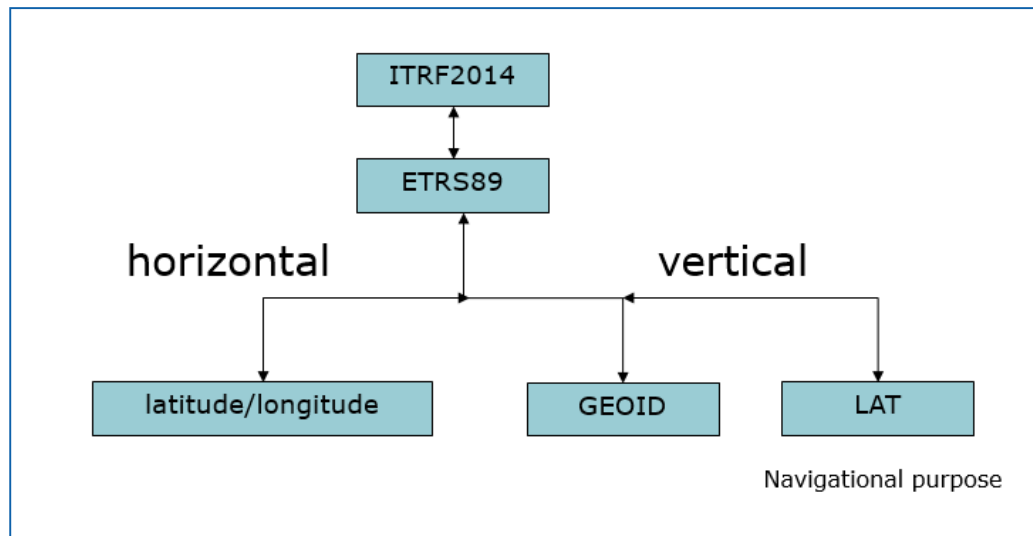 ITRF2014
ETRS89
horizontal
vertical
latitude/longitude
GEOID
LAT
Navigational purpose